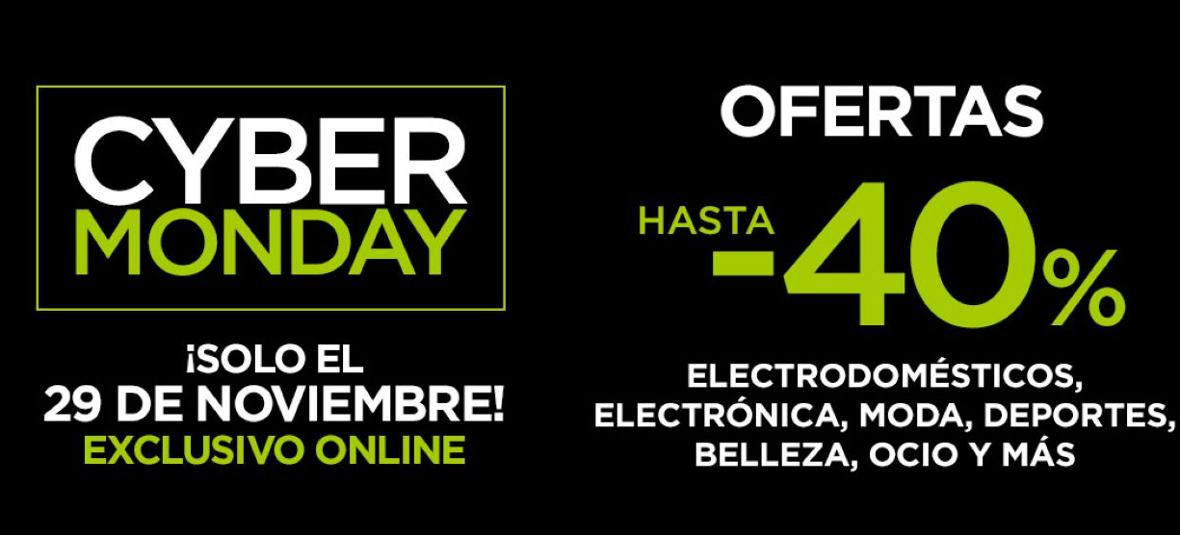 CYBER
MONDAY
¡SOLO EL
29 DE NOVIEMBRE!
EXCLUSIVO ONLINE
OFERTAS
HASTA
-40%
ELECTRODOMÉSTICOS,
ELECTRÓNICA, MODA, DEPORTES,
BELLEZA, OCIO Y MÁS